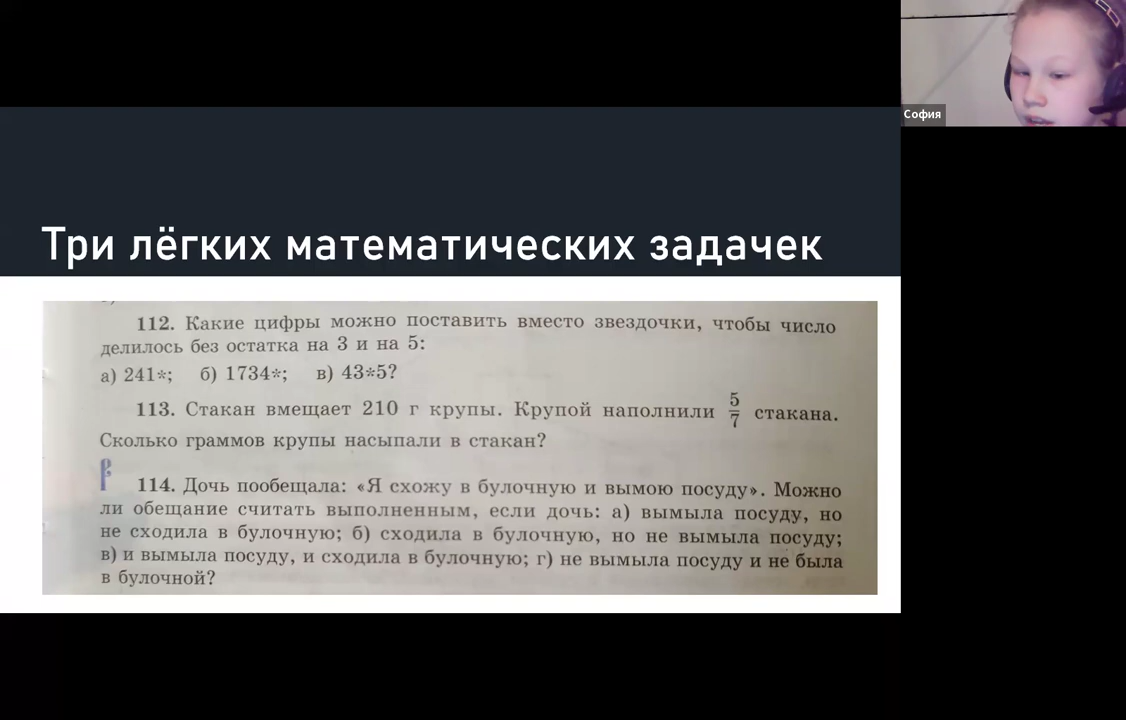 София
Три лёгких математических задачек
112. Какие цифры можно поставить вместо звездочки, чтобы число
делилось без остатка на 3 и на 5:
а) 241*; б) 1734*; в) 43*5?
113. Стакан вмещает 210 г крупы. Крупой наполнили 5/7 стакана.
Сколько граммов крупы насыпали в стакан?
114. Дочь пообещала: «Я схожу в булочную и вымою посуду». Можно
ли обещание считать выполненным, если дочь: а) вымыла посуду, но
не сходила в булочную; б) сходила в булочную, но не вымыла посуду;
в) и вымыла посуду, и сходила в булочную; г) не вымыла посуду и не была
в булочной?